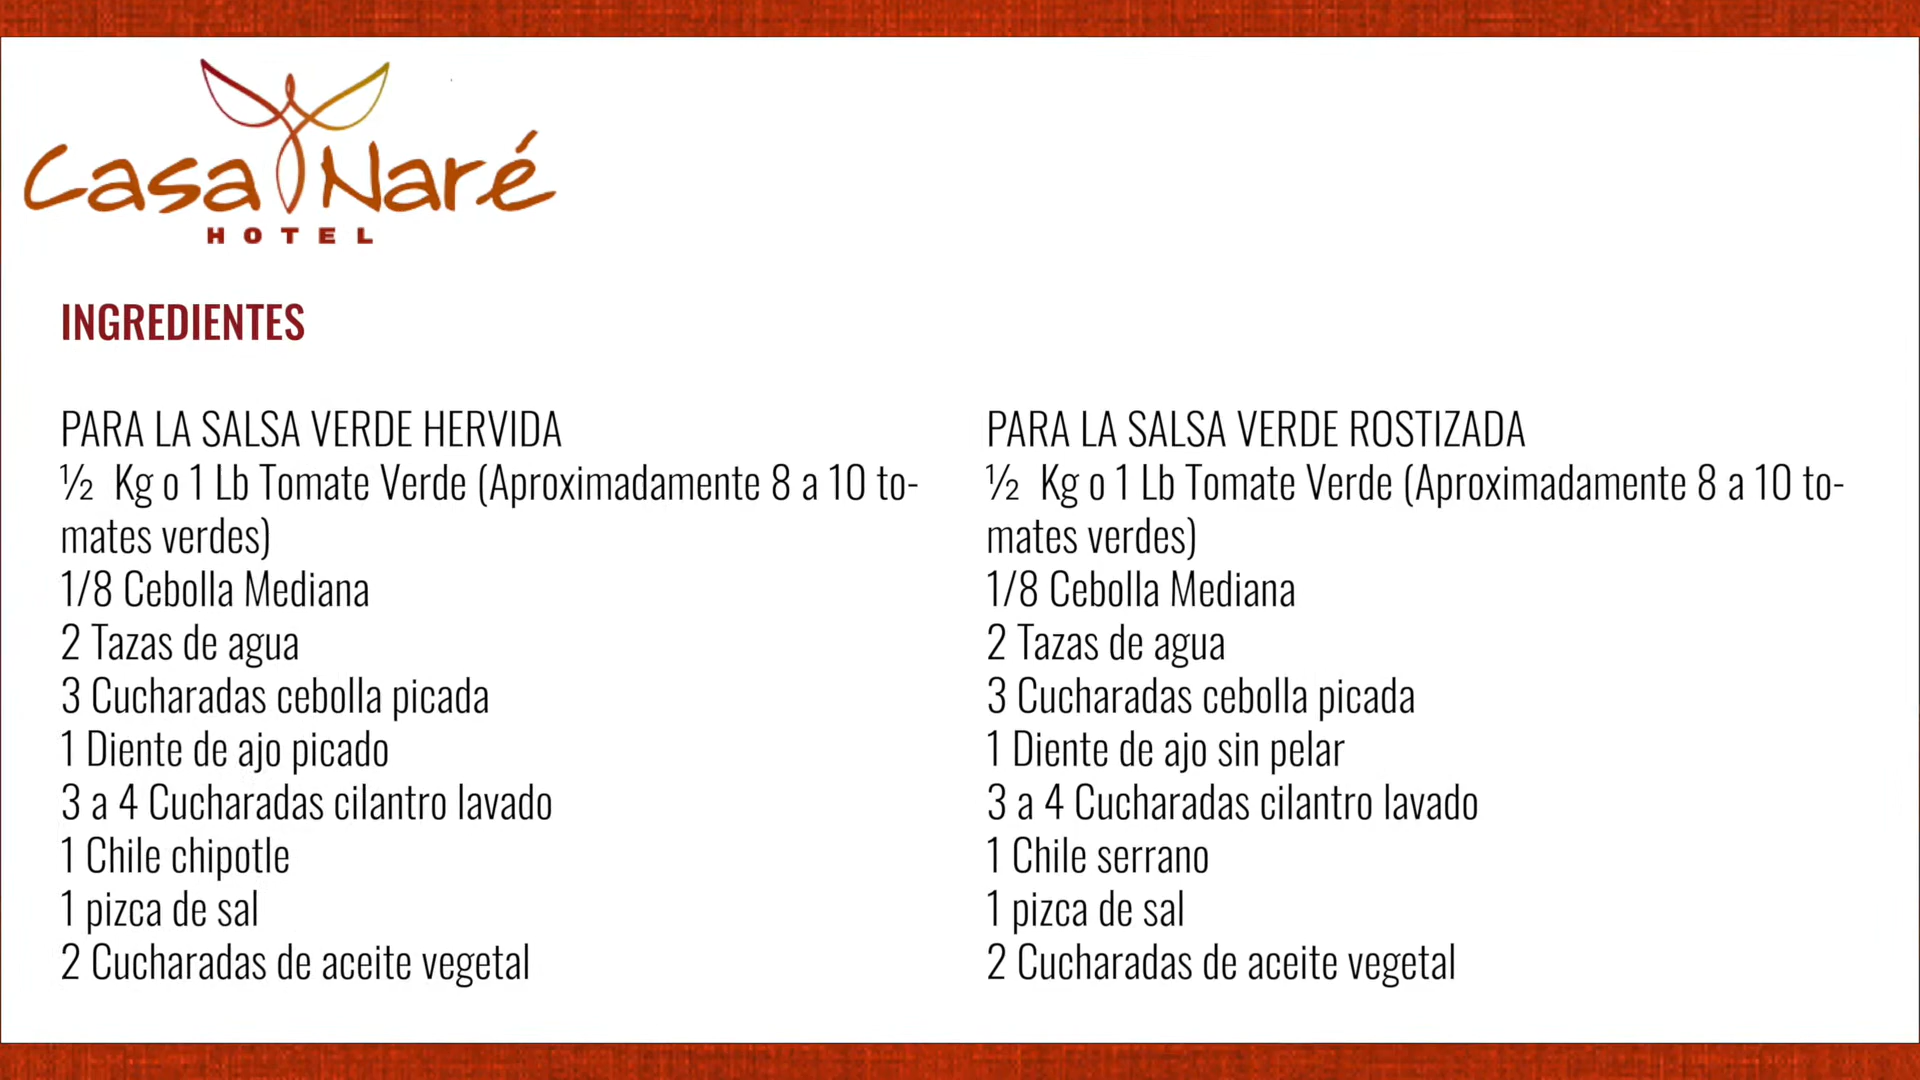 Casa Naré
HOTEL
INGREDIENTES
PARA LA SALSA VERDE HERVIDA
½ Kg o 1 Lb Tomate Verde (Aproximadamente 8 a 10 to-
mates verdes)
1/8 Cebolla Mediana
2 Tazas de agua
3 Cucharadas cebolla picada
1 Diente de ajo picado
3 a 4 Cucharadas cilantro lavado
1 Chile chipotle
1 pizca de sal
2 Cucharadas de aceite vegetal
PARA LA SALSA VERDE ROSTIZADA
½ Kg o 1 Lb Tomate Verde (Aproximadamente 8 a 10 to-
mates verdes)
1/8 Cebolla Mediana
2 Tazas de agua
3 Cucharadas cebolla picada
1 Diente de ajo sin pelar
3 a 4 Cucharadas cilantro lavado
1 Chile serrano
1 pizca de sal
2 Cucharadas de aceite vegetal